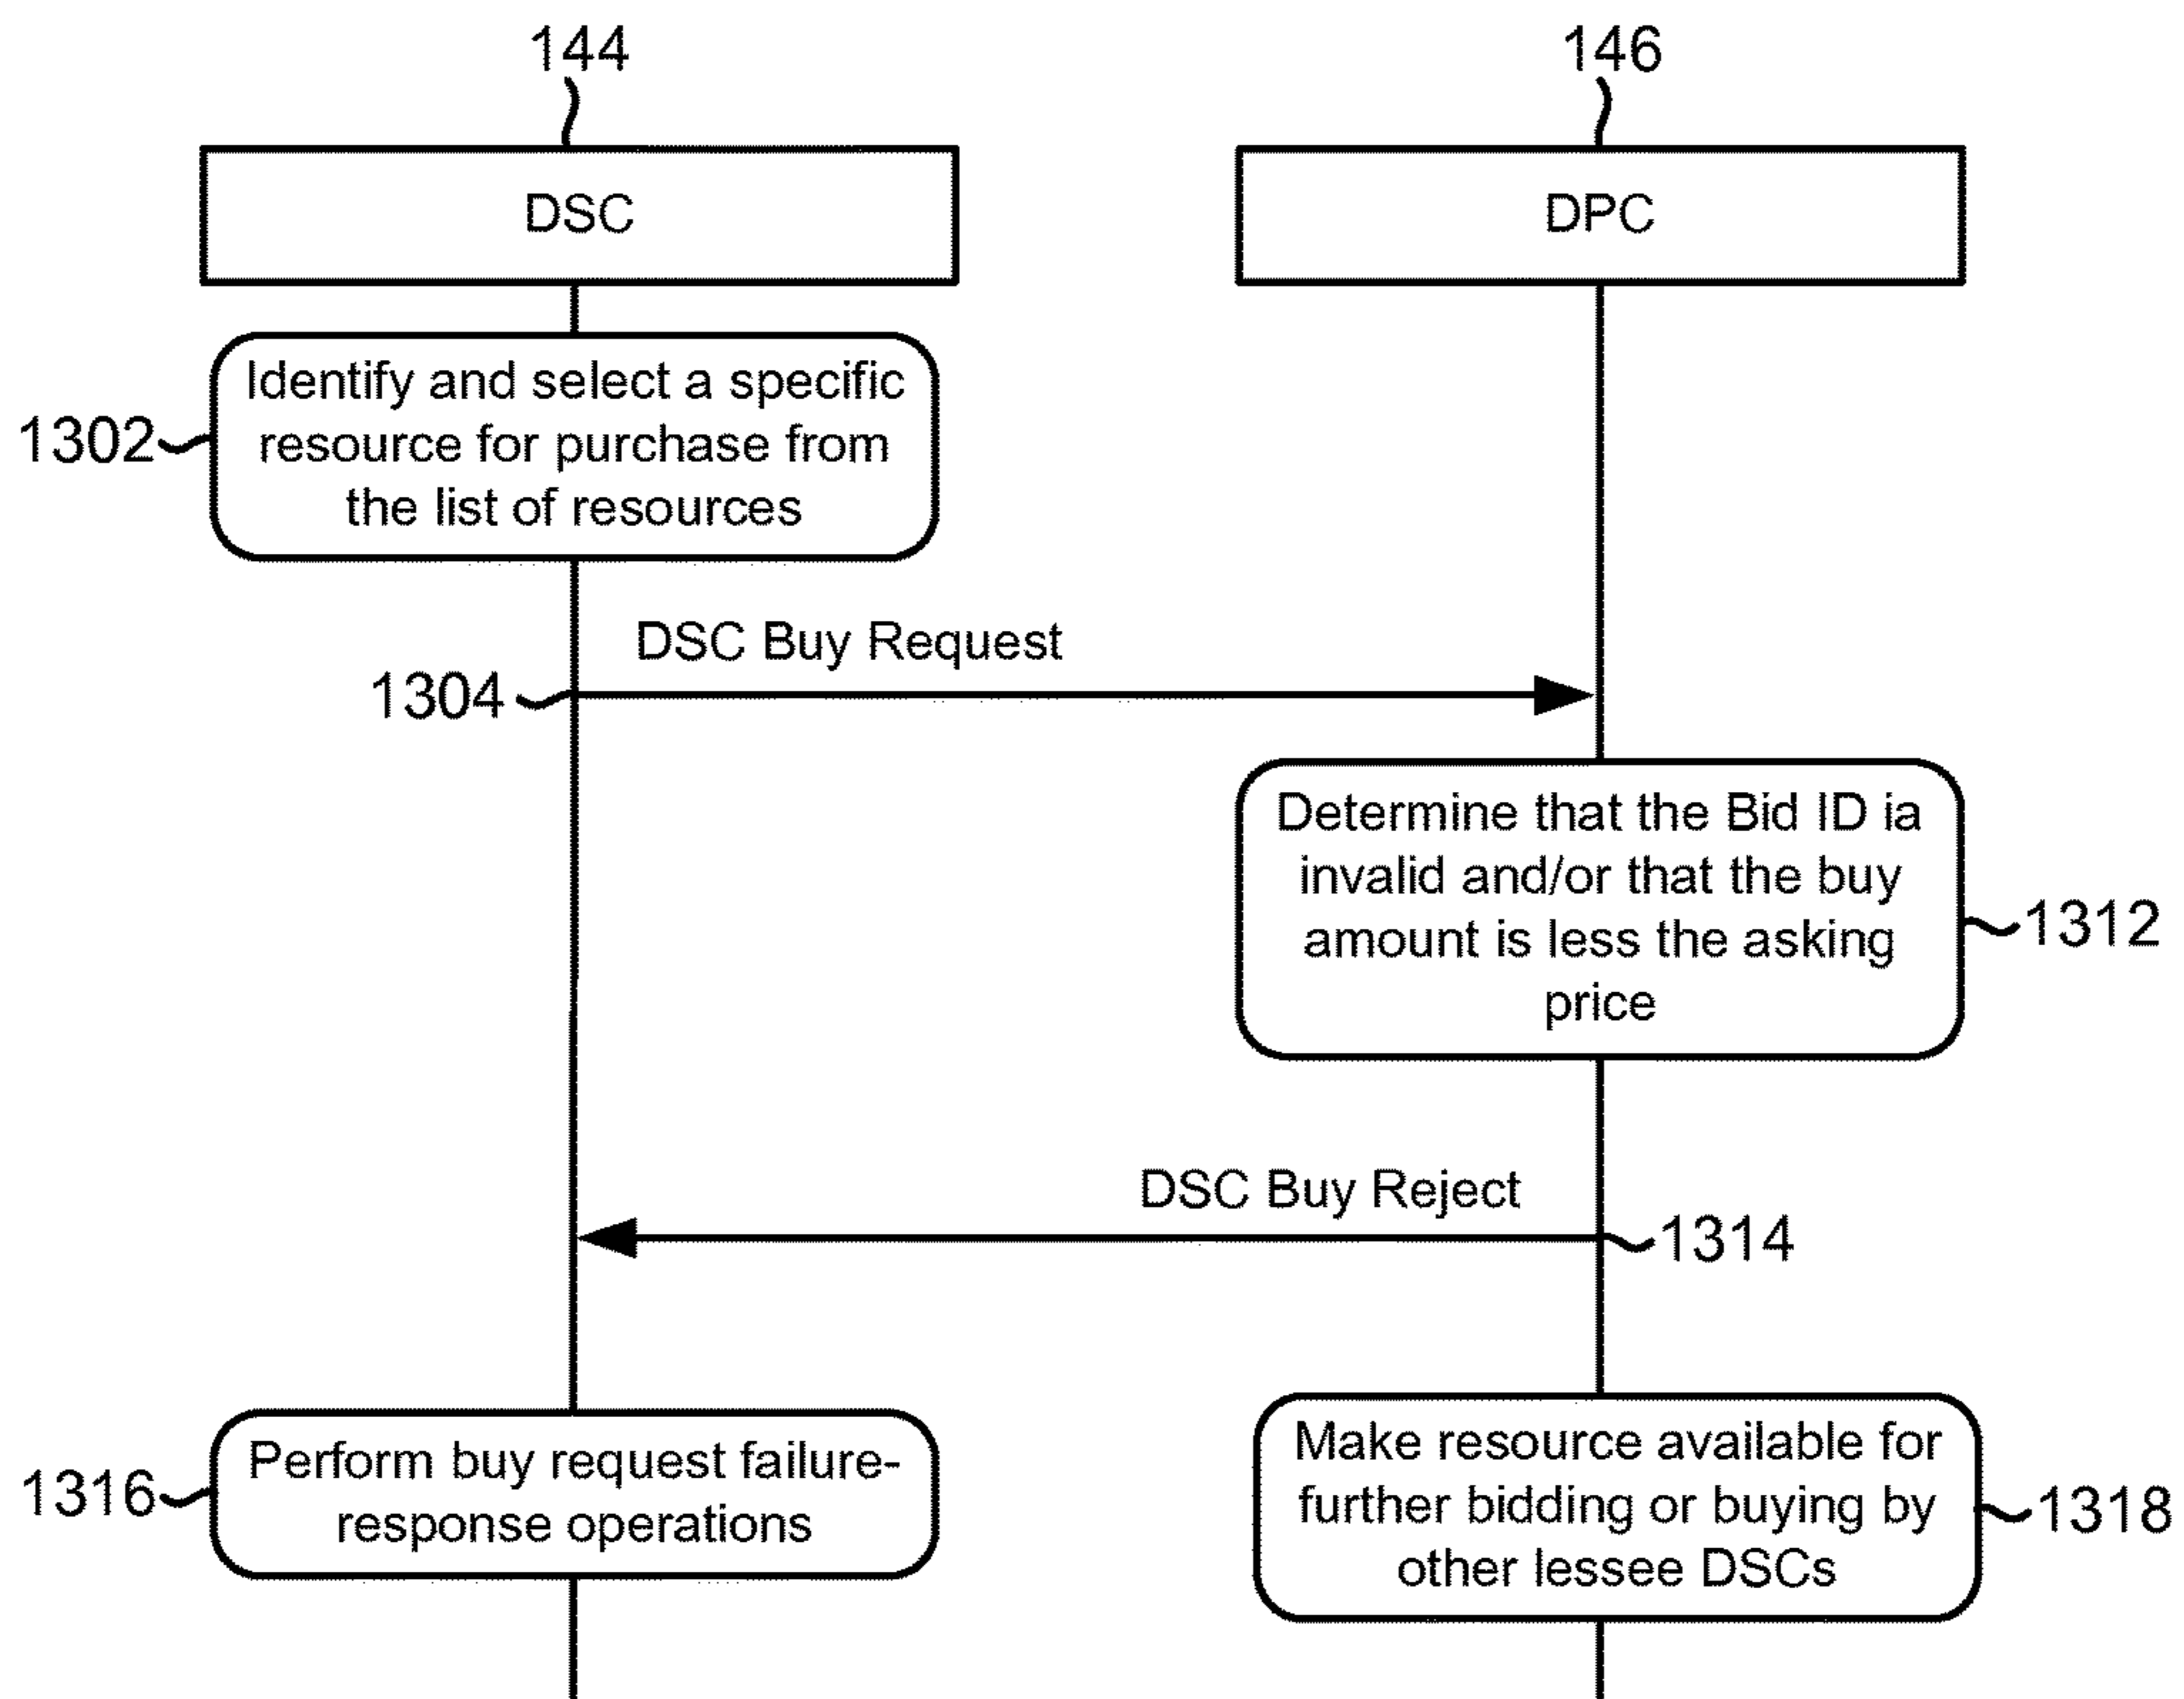 144
146
DSC
DPC
Identify and select a specific
resource for purchase from
the list of resources
1302
DSC Buy Request
1304
Determine that the Bid ID ia
invalid and/or that the buy
amount is less the asking
price
1312
DSC Buy Reject
1314
Perform buy request failure-
response operations
1316
Make resource available for
further bidding or buying by
other lessee DSCs
1318